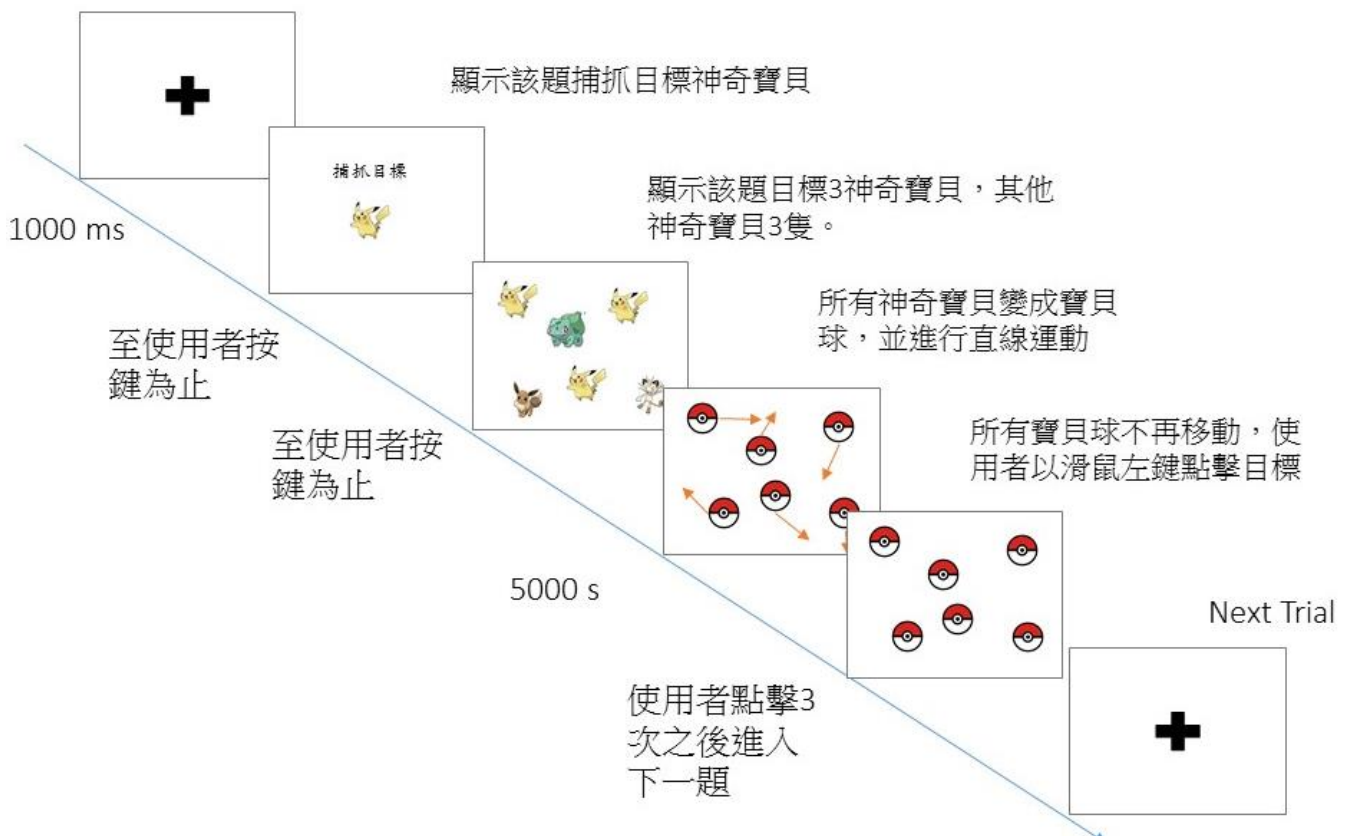 顯示該題捕抓目標神奇寶貝
捕抓目標
1000 ms
顯示該題目標3神奇寶貝，其他
神奇寶貝3隻。
至使用者按
鍵為止
所有神奇寶貝變成寶貝
球，並進行直線運動
至使用者按
鍵為止
所有寶貝球不再移動，使
用者以滑鼠左鍵點擊目標
5000 s
Next Trial
使用者點擊3
次之後進入
下一題